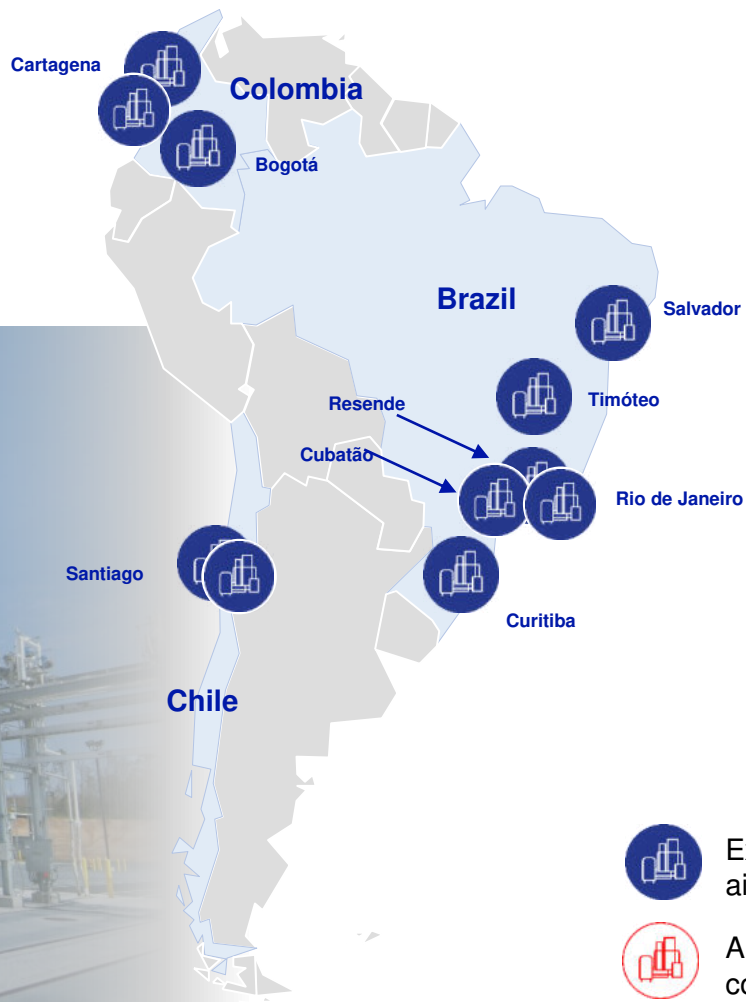 Cartagena
Colombia
Bogotá
Brazil
Salvador
Timóteo
Resende
Cubatão
Rio de Janeiro
Santiago
Curitiba
Chile